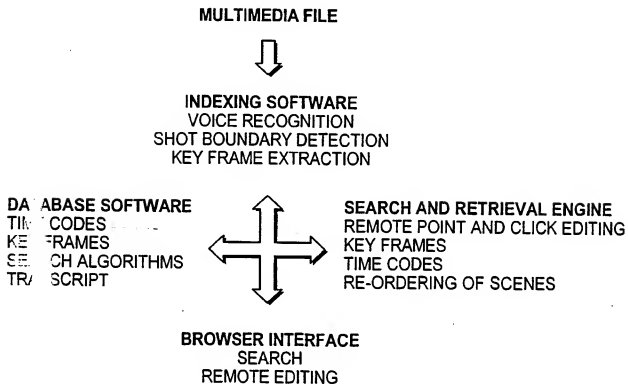 MULTIMEDIA FILE
INDEXING SOFTWARE
VOICE RECOGNITION
SHOT BOUNDARY DETECTION
KEY FRAME EXTRACTION
SOFTWARE
CODES
ALGORITHMS
SEARCH AND RETRIEVAL ENGINE
REMOTE POINT AND CLICK EDITING
KEY FRAMES
TIME CODES
RE-ORDERING OF SCENES
BROWSER INTERFACE
SEARCH
REMOTE EDITING